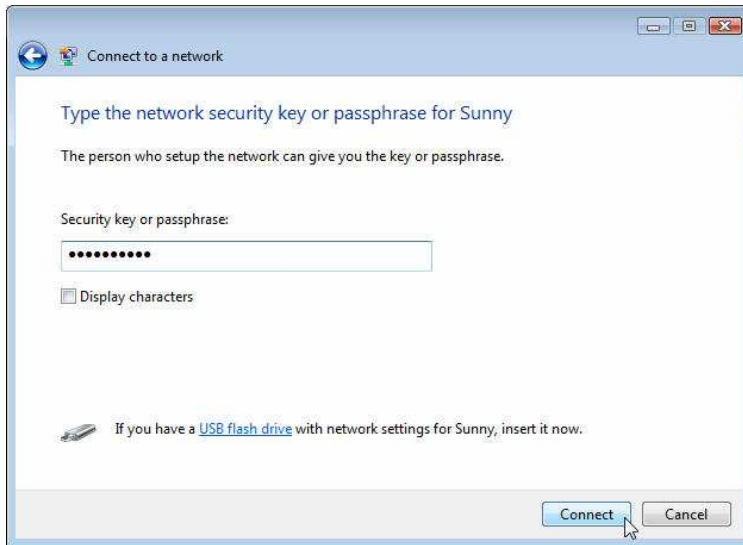 Connect to a network
Type the network security key or passphrase for Sunny
The person who setup the network can give you the key or passphrase.
Security key or passphrase:
••••••••••
Display characters
If you have a USB flash drive with network settings for Sunny, insert it now.
Connect
Cancel